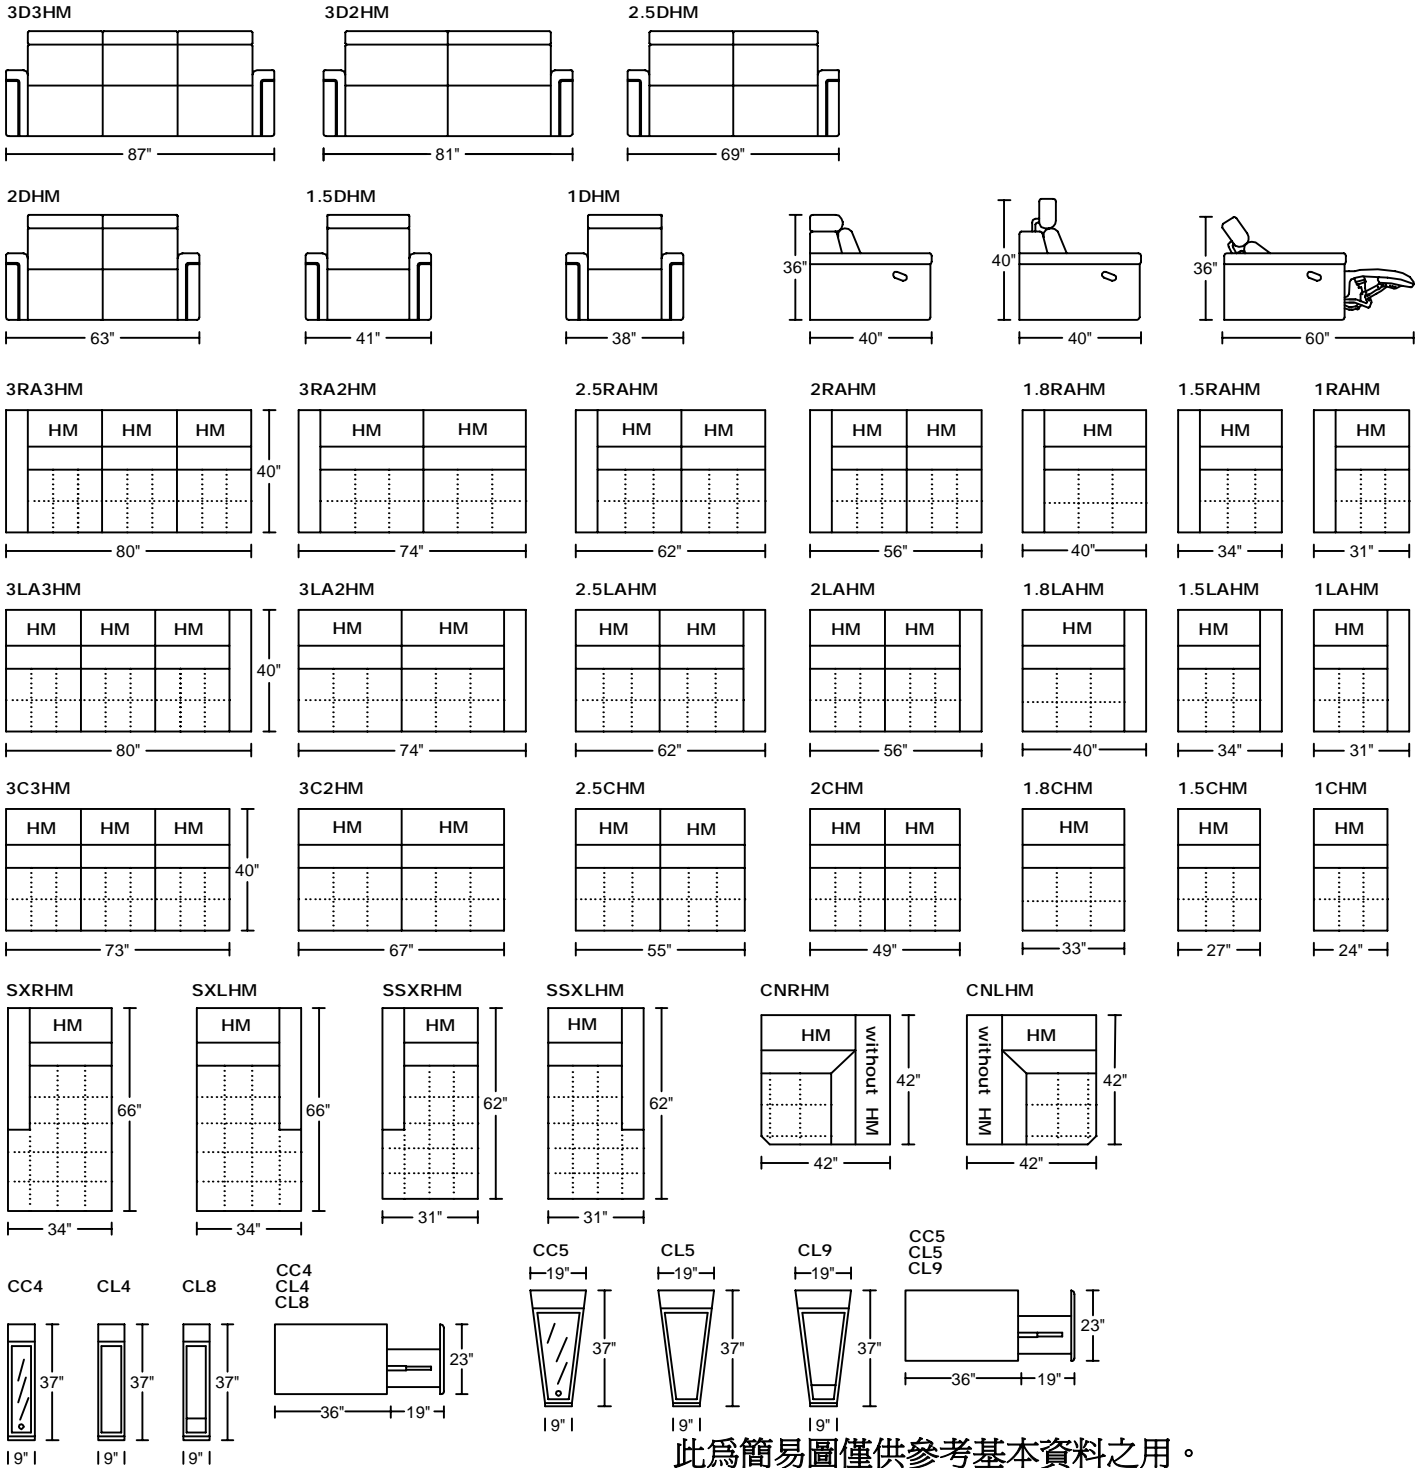 3D3HM 3D2HM 2.5DHM
87" 81" 69"
2DHM 1.5DHM 1DHM
36" 40" 36"
63" 41" 38" 40" 40" 60"
3RA3HM 3RA2HM 2.5RAHM 2RAHM 1.8RAHM 1.5RAHM 1RAHM
HM HM HM HM HM HM HM HM HM HM HM HM
40"
80" 74" 62" 56" 40" 34" 31"
3LA3HM 3LA2HM 2.5LAHM 2LAHM 1.8LAHM 1.5LAHM 1LAHM
HM HM HM HM HM HM HM HM HM HM HM HM
40"
80" 74" 62" 56" 40" 34" 31"
3C3HM 3C2HM 2.5CHM 2CHM 1.8CHM 1.5CHM 1CHM
HM HM HM HM HM HM HM HM HM HM HM HM
40"
73" 67" 55" 49" 33" 27" 24"
SXRHM SXLHM SSXRHM SSXLHM CNRHM CNLHM
HM HM HM HM HM without HM without HM HM
66" 66" 62" 62" 42" 42"
34" 34" 31" 31" 42" 42"
CC4 CL4 CL8
CC4
CL4
CL8
37" 37" 37" 23"
9" 9" 9" 36" 19"
CC5 CL5 CL9
19" 19" 19"
CC5
CL5
CL9
37" 37" 37" 23"
9" 9" 9" 36" 19"
此為簡易圖僅供參考基本資料之用。